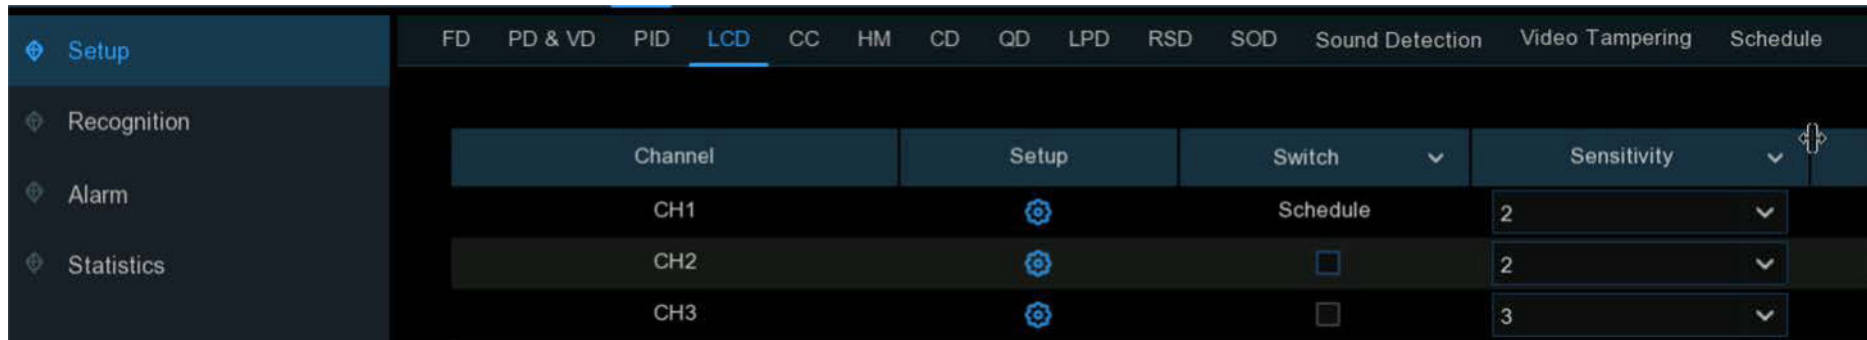 Setup
Recognition
Alarm
Statistics
FD PD & VD PID LCD CC HM CD QD LPD RSD SOD Sound Detection Video Tampering Schedule
Channel Setup Switch Sensitivity
CH1 Schedule 2
CH2 2
CH3 3